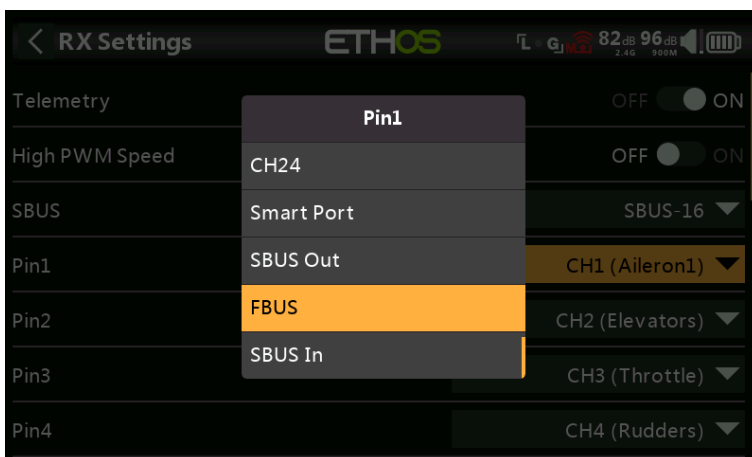 RX Settings
ETHOS
82dB 2.4G 96dB 900M
Telemetry
OFF ON
High PWM Speed
OFF ON
SBUS
SBUS-16
Pin1
CH1 (Aileron1)
Pin2
CH2 (Elevators)
Pin3
CH3 (Throttle)
Pin4
CH4 (Rudders)
Pin1
CH24
Smart Port
SBUS Out
FBUS
SBUS In